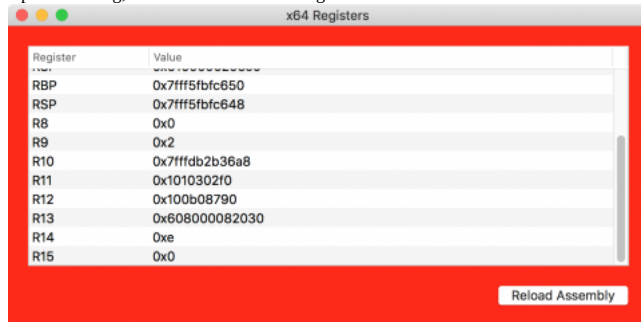 x64 Registers
Register Value
RBP 0x7fff5fbfc650
RSP 0x7fff5fbfc648
R8 0x0
R9 0x2
R10 0x7fffdb2b36a8
R11 0x1010302f0
R12 0x100b08790
R13 0x608000082030
R14 0xe
R15 0x0
Reload Assembly